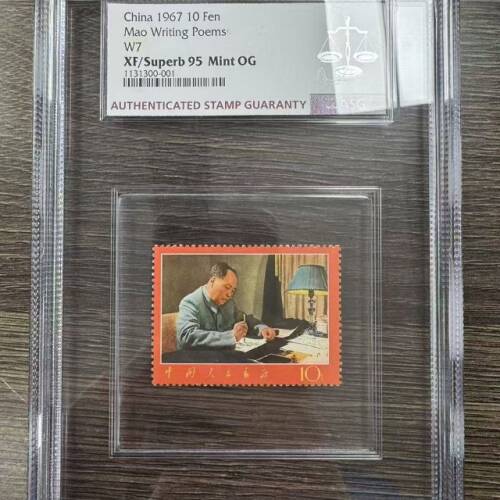 China 1967 10 Fen
Mao Writing Poems
W7
XF/Superb 95 Mint OG
1131300-001
AUTHENTICATED STAMP GUARANTY ASG
中国人民邮政
10分